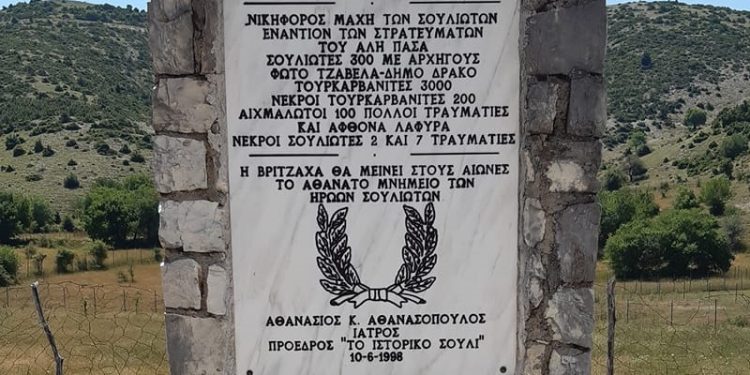 ΝΙΚΗΦΟΡΟΣ ΜΑΧΗ ΤΩΝ ΣΟΥΛΙΩΤΩΝ
ΕΝΑΝΤΙΟΝ ΤΩΝ ΣΤΡΑΤΕΥΜΑΤΩΝ
ΤΟΥ ΑΛΗ ΠΑΣΑ
ΣΟΥΛΙΩΤΕΣ 300 ΜΕ ΑΡΧΗΓΟΥΣ
ΦΩΤΟ ΤΖΑΒΕΛΑ-ΔΗΜΟ ΔΡΑΚΟ
ΤΟΥΡΚΑΡΒΑΝΙΤΕΣ 3000
ΝΕΚΡΟΙ ΤΟΥΡΚΑΡΒΑΝΙΤΕΣ 200
ΑΙΧΜΑΛΩΤΟΙ 100 ΠΟΛΛΟΙ ΤΡΑΥΜΑΤΙΕΣ
ΚΑΙ ΑΦΘΟΝΑ ΛΑΦΥΡΑ
ΝΕΚΡΟΙ ΣΟΥΛΙΩΤΕΣ 2 ΚΑΙ 7 ΤΡΑΥΜΑΤΙΕΣ
Η ΒΡΙΤΖΑΧΑ ΘΑ ΜΕΙΝΕΙ ΣΤΟΥΣ ΑΙΩΝΕΣ
ΤΟ ΑΘΑΝΑΤΟ ΜΝΗΜΕΙΟ ΤΩΝ
ΗΡΩΩΝ ΣΟΥΛΙΩΤΩΝ
ΑΘΑΝΑΣΙΟΣ Κ. ΑΘΑΝΑΣΟΠΟΥΛΟΣ
ΙΑΤΡΟΣ
ΠΡΟΕΔΡΟΣ "ΤΟ ΙΣΤΟΡΙΚΟ ΣΟΥΛΙ"
10-6-1998